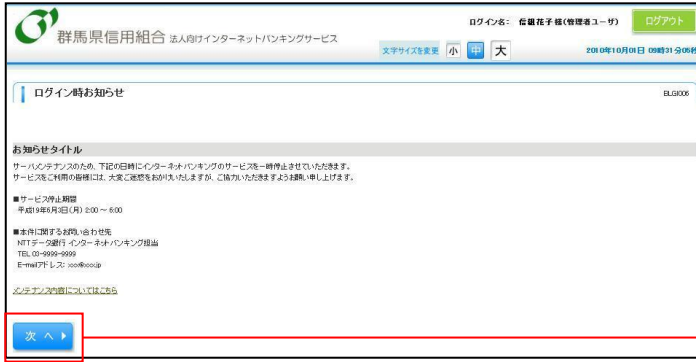 ログイン名: 信組花子様(管理者ユーザ) ログアウト
群馬県信用組合 法人向けインターネットバンキングサービス
文字サイズを変更 小 中 大 2010年10月01日 09時31分05秒
ログイン時お知らせ BLGI006
お知らせタイトル
サーバメンテナンスのため、下記の日時にインターネットバンキングのサービスを一時停止させていただきます。
サービスをご利用の皆様には、大変ご迷惑をおかけいたしますが、ご協力いただきますようお願い申し上げます。
■サービス停止期間
平成19年6月3日(月) 2:00 ~ 6:00
■本件に関するお問い合わせ先
NTTデータ銀行 インターネットバンキング担当
TEL 03-9999-9999
E-mailアドレス: xxx@xxx.jp
メンテナンス内容についてはこちら
次 へ